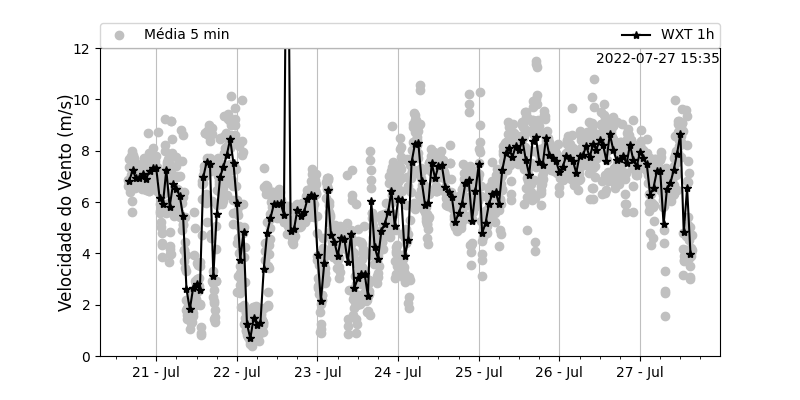 Média 5 min
WXT 1h
2022-07-27 15:35
Velocidade do Vento (m/s)
12
10
8
6
4
2
0
21 - Jul
22 - Jul
23 - Jul
24 - Jul
25 - Jul
26 - Jul
27 - Jul